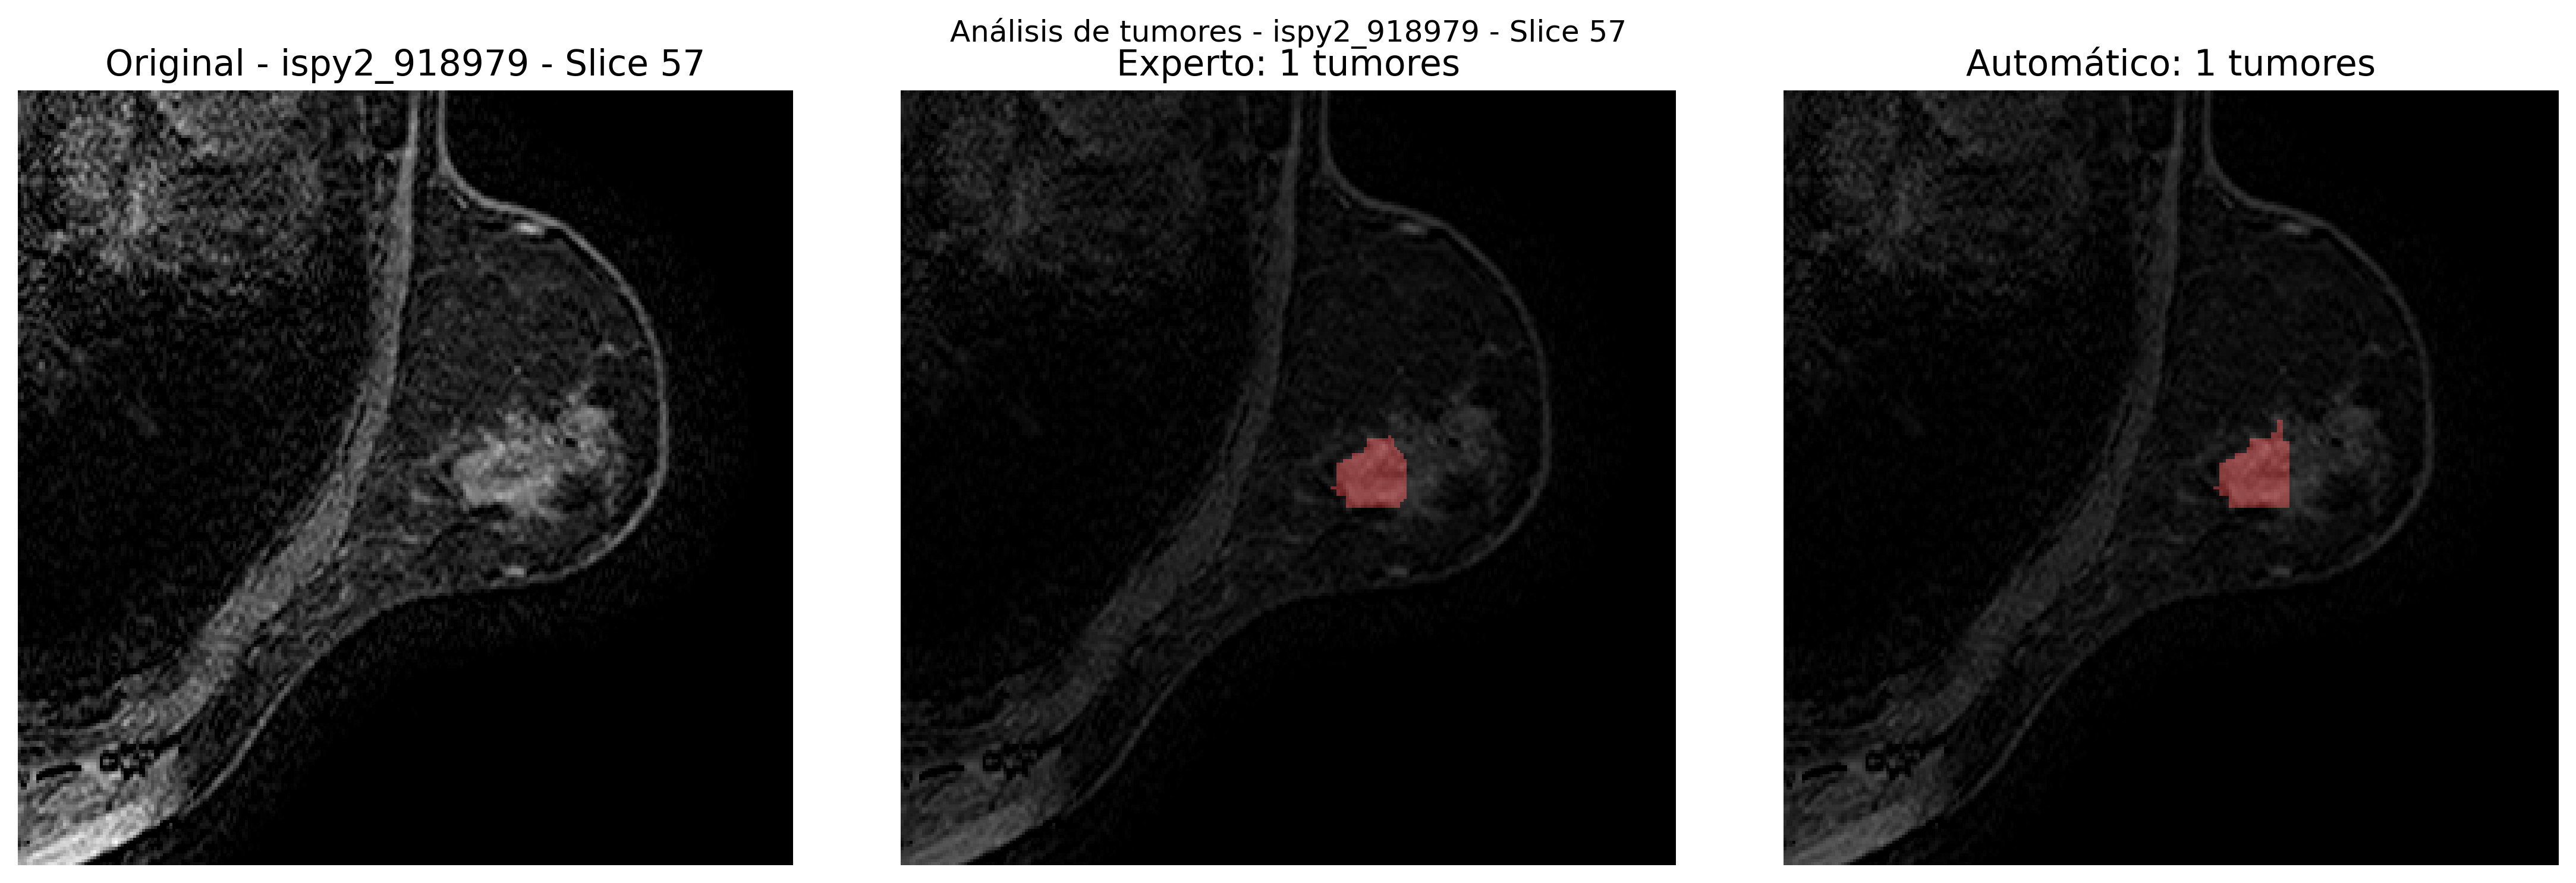 Análisis de tumores - ispy2_918979 - Slice 57
Original - ispy2_918979 - Slice 57
Experto: 1 tumores
Automático: 1 tumores